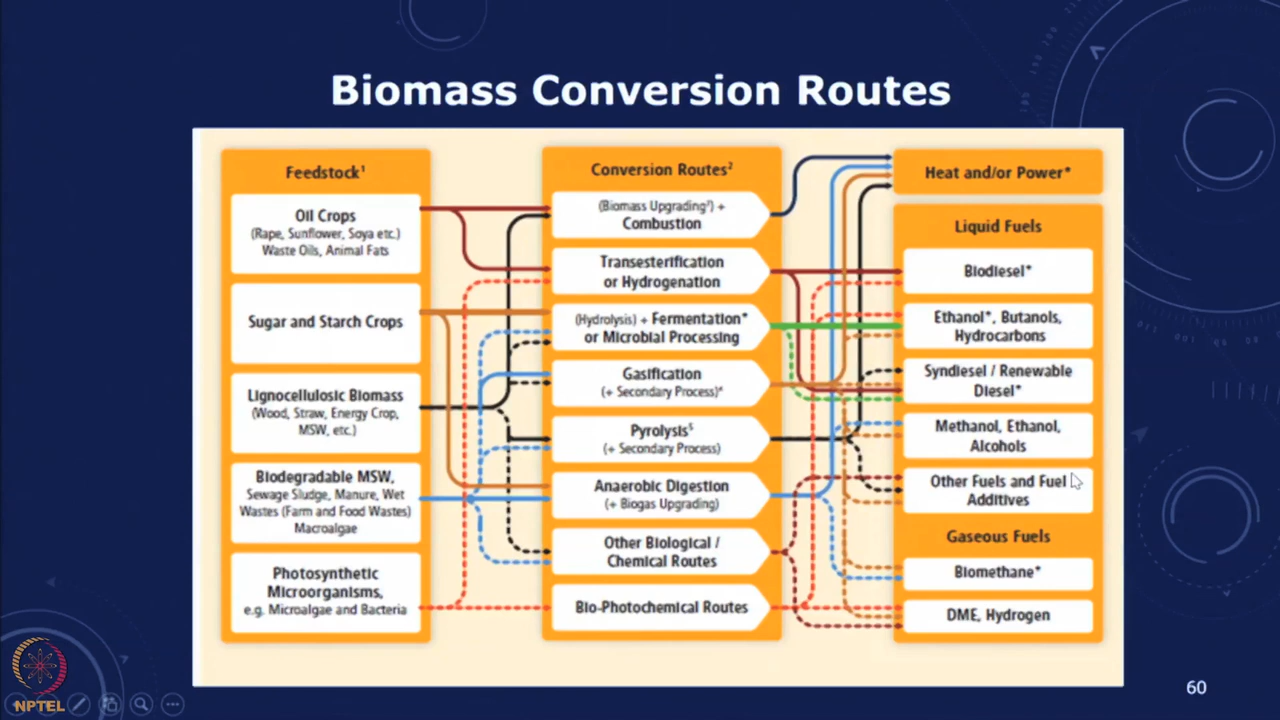 Biomass Conversion Routes
Feedstock¹
Oil Crops
(Rape, Sunflower, Soya etc.)
Waste Oils, Animal Fats
Sugar and Starch Crops
Lignocellulosic Biomass
(Wood, Straw, Energy Crop,
MSW, etc.)
Biodegradable MSW,
Sewage Sludge, Manure, Wet
Wastes (Farm and Food Wastes)
Macroalgae
Photosynthetic
Microorganisms,
e.g. Microalgae and Bacteria
Conversion Routes²
(Biomass Upgrading³) +
Combustion
Transesterification
or Hydrogenation
(Hydrolysis) + Fermentation*
or Microbial Processing
Gasification
(+ Secondary Process)⁴
Pyrolysis⁵
(+ Secondary Process)
Anaerobic Digestion
(+ Biogas Upgrading)
Other Biological /
Chemical Routes
Bio-Photochemical Routes
Heat and/or Power*
Liquid Fuels
Biodiesel*
Ethanol*, Butanols,
Hydrocarbons
Syndiesel / Renewable
Diesel*
Methanol, Ethanol,
Alcohols
Other Fuels and Fuel
Additives
Gaseous Fuels
Biomethane*
DME, Hydrogen
60
NPTEL